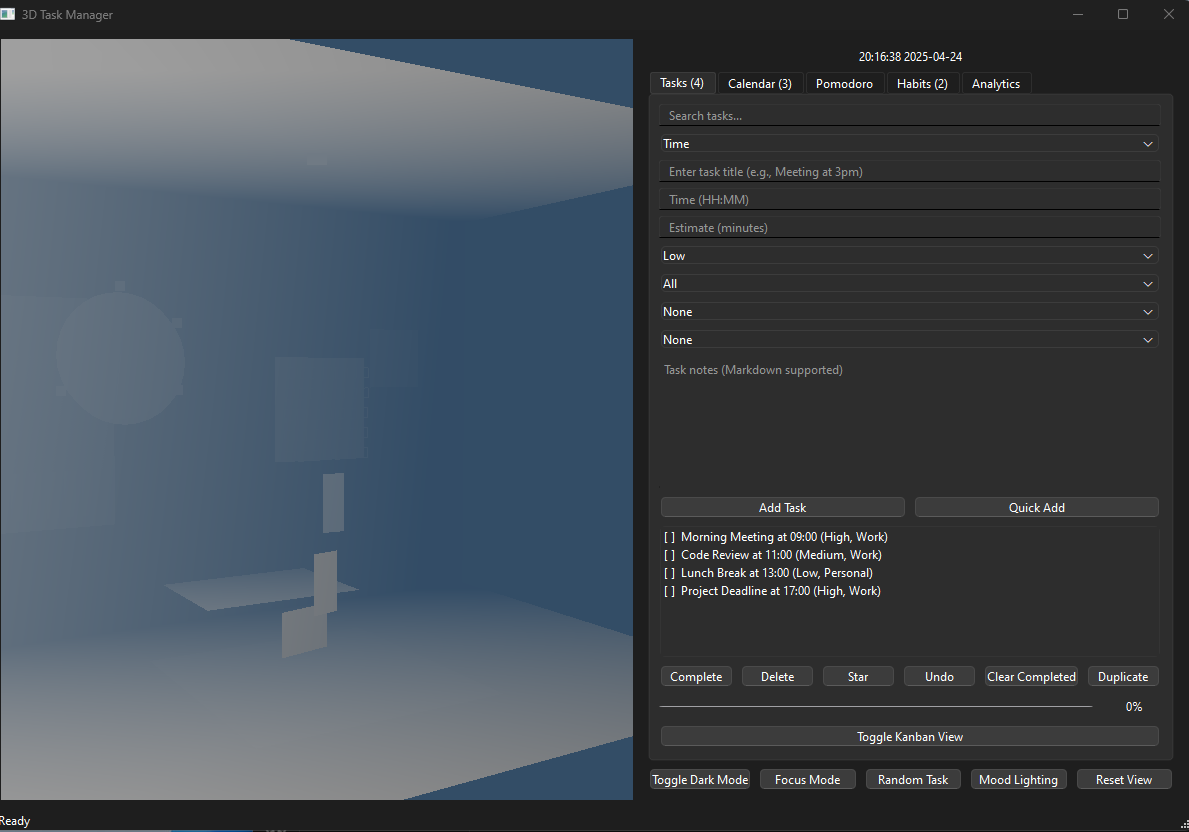 3D Task Manager
20:16:38 2025-04-24
Tasks (4) Calendar (3) Pomodoro Habits (2) Analytics
Search tasks...
Time
Enter task title (e.g., Meeting at 3pm)
Time (HH:MM)
Estimate (minutes)
Low
All
None
None
Task notes (Markdown supported)
Add Task Quick Add
[ ] Morning Meeting at 09:00 (High, Work)
[ ] Code Review at 11:00 (Medium, Work)
[ ] Lunch Break at 13:00 (Low, Personal)
[ ] Project Deadline at 17:00 (High, Work)
Complete Delete Star Undo Clear Completed Duplicate
0%
Toggle Kanban View
Toggle Dark Mode Focus Mode Random Task Mood Lighting Reset View
Ready